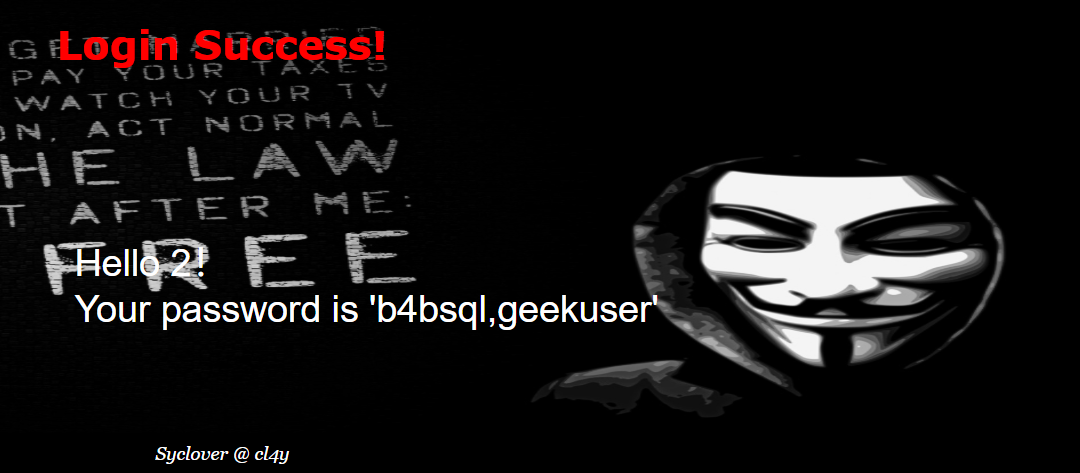 Login Success!
GET MARRIED
PAY YOUR TAXES
WATCH YOUR TV
ON, ACT NORMAL
HE LAW
T AFTER ME:
FREE
Hello 2!
Your password is 'b4bsql,geekuser'
Syclover @ cl4y